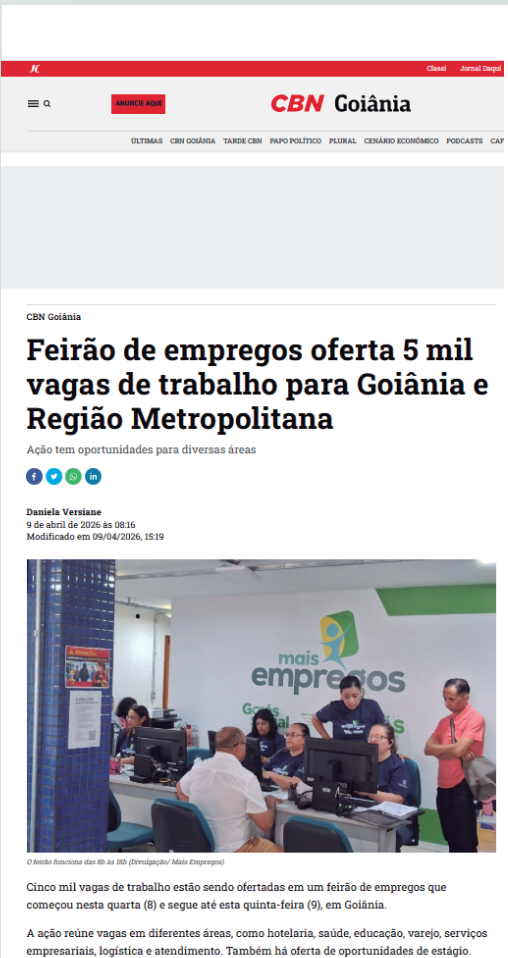 JC
Classi Jornal Daqui
ANUNCIE AQUI
CBN Goiânia
ÚLTIMAS CBN GOIÂNIA TARDE CBN PAPO POLÍTICO PLURAL CENÁRIO ECONÔMICO PODCASTS CAF
CBN Goiânia
Feirão de empregos oferta 5 mil
vagas de trabalho para Goiânia e
Região Metropolitana
Ação tem oportunidades para diversas áreas
Daniela Versiane
9 de abril de 2026 às 08:16
Modificado em 09/04/2026, 15:19
mais
empregos
O feirão funciona das 8h às 18h (Divulgação/ Mais Empregos)
Cinco mil vagas de trabalho estão sendo ofertadas em um feirão de empregos que
começou nesta quarta (8) e segue até esta quinta-feira (9), em Goiânia.
A ação reúne vagas em diferentes áreas, como hotelaria, saúde, educação, varejo, serviços
empresariais, logística e atendimento. Também há oferta de oportunidades de estágio.